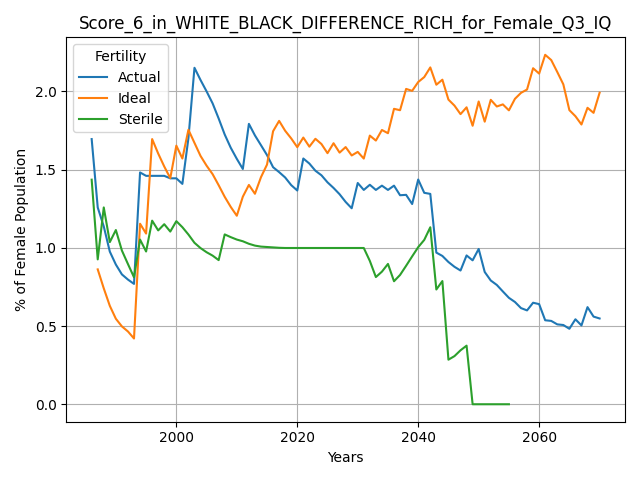 Score_6_in_WHITE_BLACK_DIFFERENCE_RICH_for_Female_Q3_IQ
Fertility
Actual
Ideal
Sterile
% of Female Population
2.0
1.5
1.0
0.5
0.0
2000 2020 2040 2060
Years